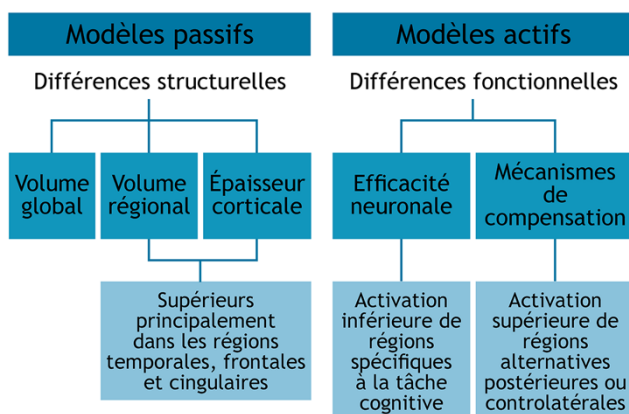 Modèles passifs
Différences structurelles
Volume
global
Volume
régional
Épaisseur
corticale
Supérieurs
principalement
dans les régions
temporales, frontales
et cingulaires
Modèles actifs
Différences fonctionnelles
Efficacité
neuronale
Mécanismes
de
compensation
Activation
inférieure de
régions
spécifiques
à la tâche
cognitive
Activation
supérieure de
régions
alternatives
postérieures ou
controlatérales